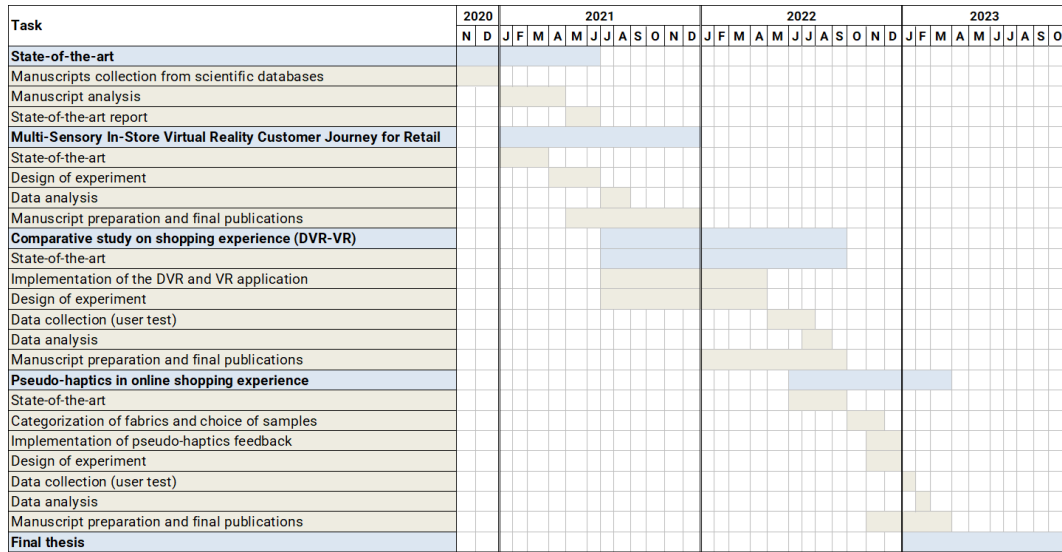 Task
2020 2021 2022 2023
N D J F M A M J J A S O N D J F M A M J J A S O N D J F M A M J J A S O
State-of-the-art
Manuscripts collection from scientific databases
Manuscript analysis
State-of-the-art report
Multi-Sensory In-Store Virtual Reality Customer Journey for Retail
State-of-the-art
Design of experiment
Data analysis
Manuscript preparation and final publications
Comparative study on shopping experience (DVR-VR)
State-of-the-art
Implementation of the DVR and VR application
Design of experiment
Data collection (user test)
Data analysis
Manuscript preparation and final publications
Pseudo-haptics in online shopping experience
State-of-the-art
Categorization of fabrics and choice of samples
Implementation of pseudo-haptics feedback
Design of experiment
Data collection (user test)
Data analysis
Manuscript preparation and final publications
Final thesis